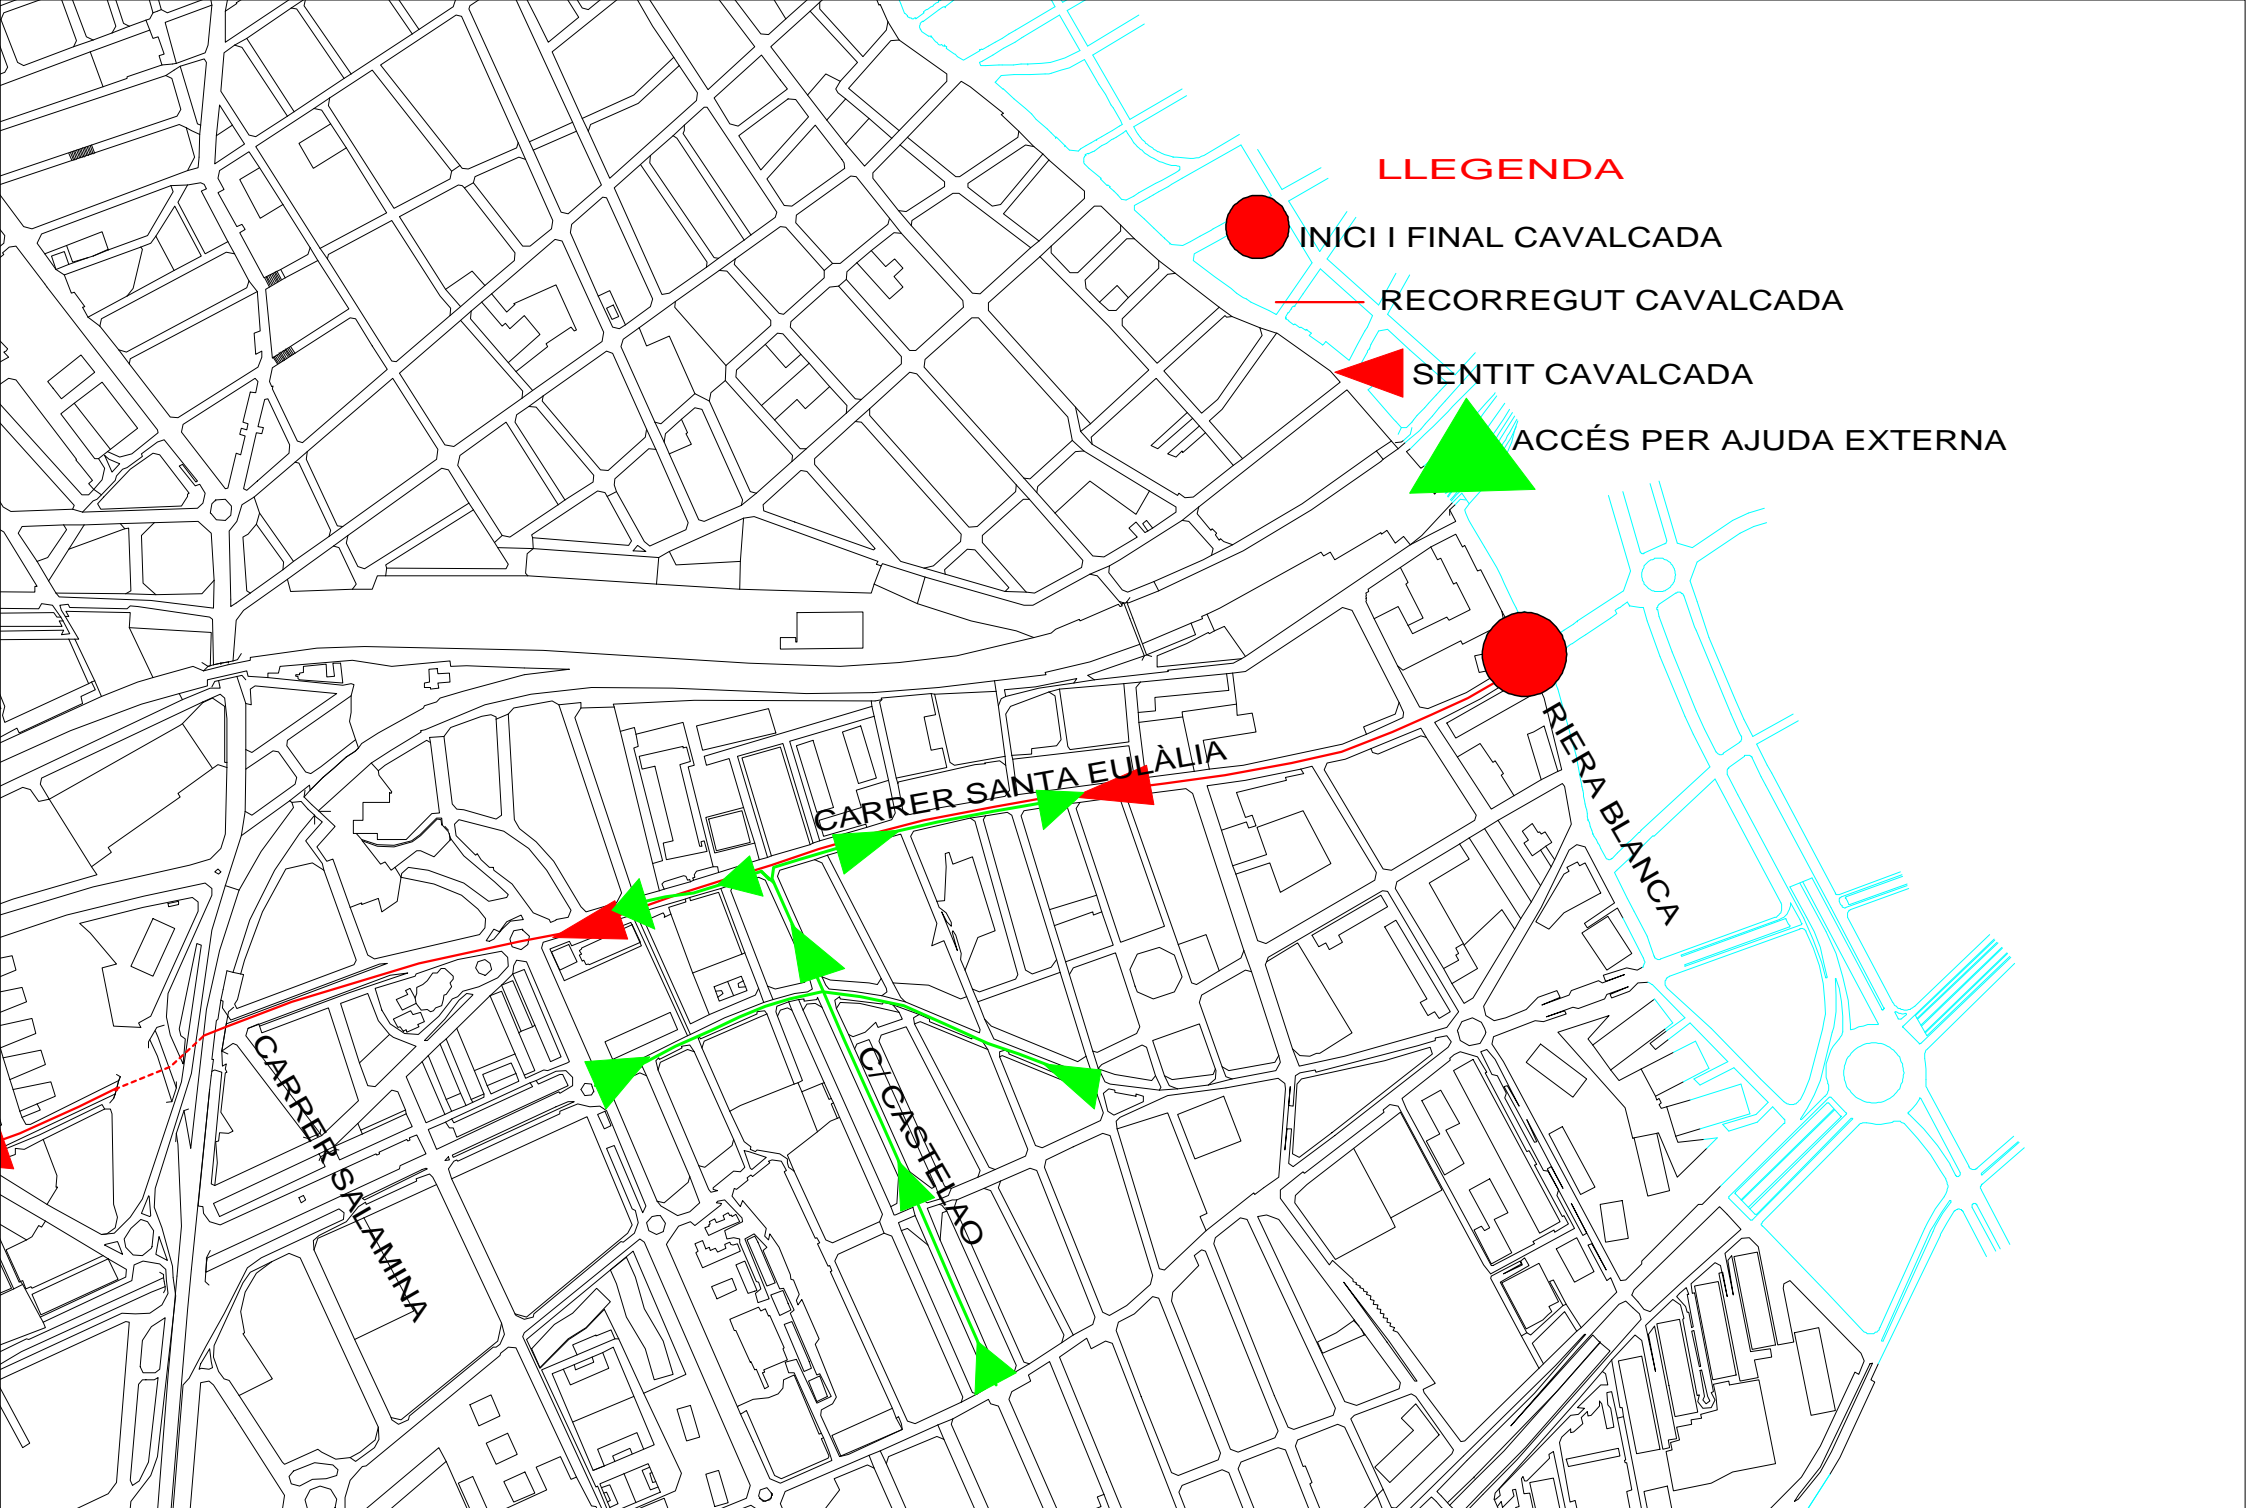 LLEGENDA
INICI I FINAL CAVALCADA
RECORREGUT CAVALCADA
SENTIT CAVALCADA
ACCÉS PER AJUDA EXTERNA
RIERA BLANCA
CARRER SANTA EULÀLIA
CARRER SALAMINA
C/ CASTELAO